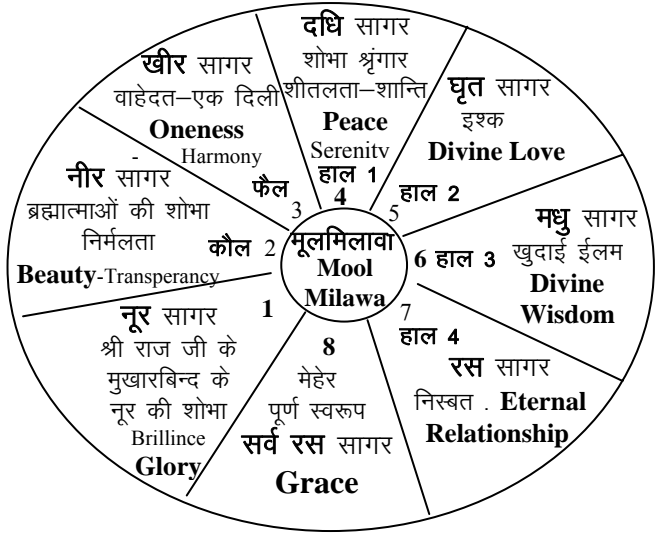 मूलमिलावा
Mool
Milawa
1
नूर सागर
श्री राज जी के
मुखारबिन्द के
नूर की शोभा
Brillince
Glory
नीर सागर
ब्रह्मात्माओं की शोभा
निर्मलता
कौल 2
Beauty-Transperancy
खीर सागर
वाहेदत–एक दिली
Oneness
Harmony
फैल
3
दधि सागर
शोभा श्रृंगार
शीतलता–शान्ति
Peace
Serenity
हाल 1
4
घृत सागर
इश्क
Divine Love
हाल 2
5
मधु सागर
6 हाल 3 खुदाई ईलम
Divine
Wisdom
7
हाल 4
रस सागर
निस्बत . Eternal
Relationship
8
मेहेर
पूर्ण स्वरूप
सर्व रस सागर
Grace